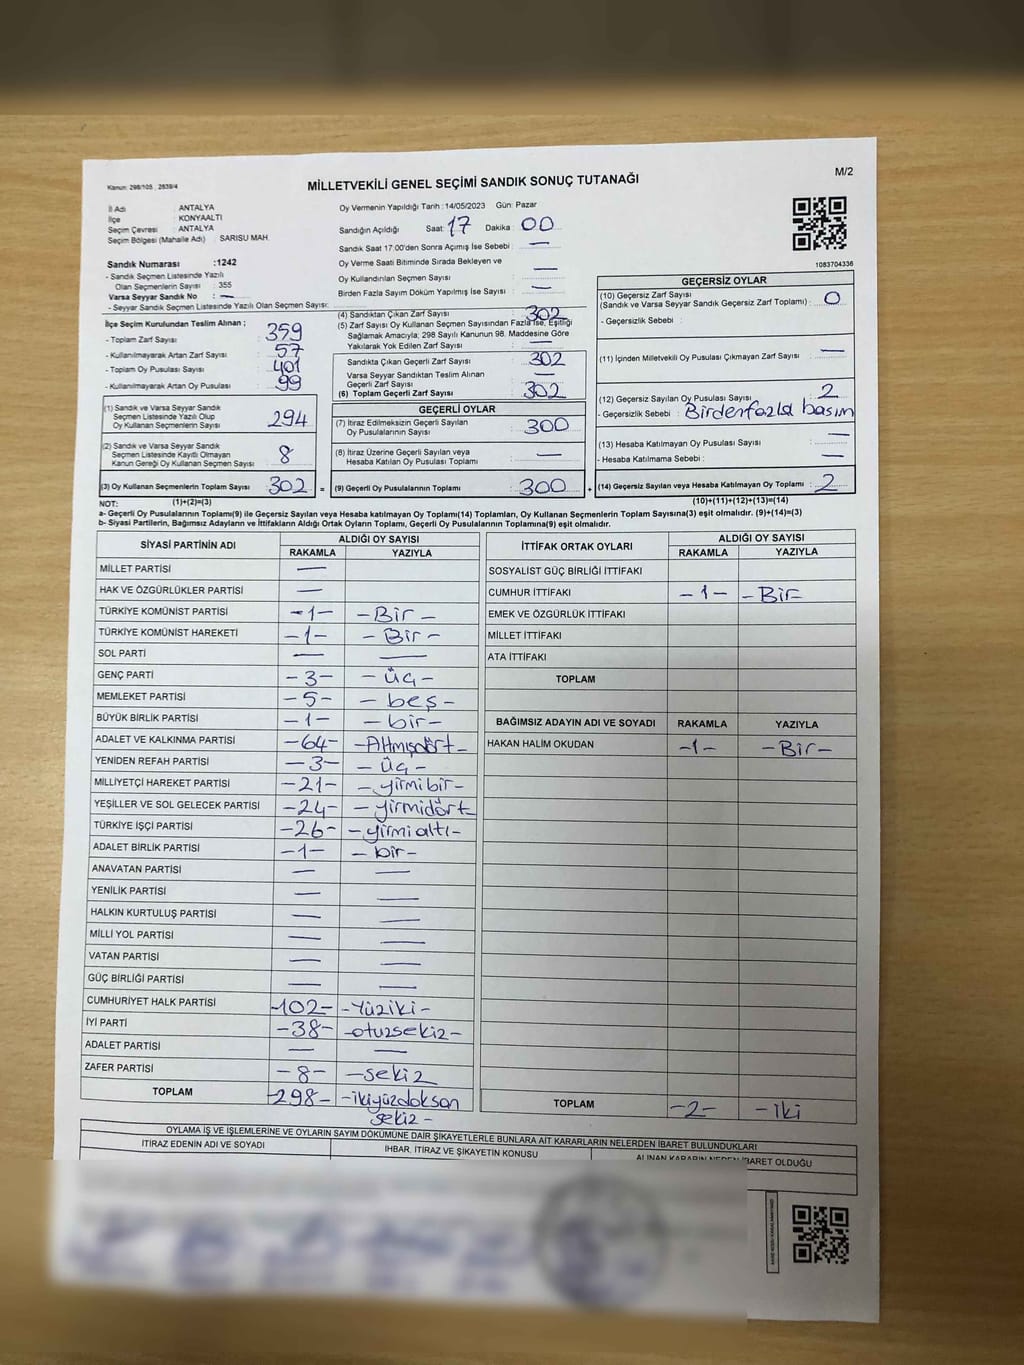 M/2
Kanun: 298/105, 2839/4
MİLLETVEKİLİ GENEL SEÇİMİ SANDIK SONUÇ TUTANAĞI
İl Adı : ANTALYA
İlçe : KONYAALTI
Seçim Çevresi : ANTALYA
Seçim Bölgesi (Mahalle Adı) : SARISU MAH.
Sandık Numarası :1242
- Sandık Seçmen Listesinde Yazılı
Olan Seçmenlerin Sayısı : 355
Varsa Seyyar Sandık No : —
- Seyyar Sandık Seçmen Listesinde Yazılı Olan Seçmen Sayısı:
İlçe Seçim Kurulundan Teslim Alınan ;
- Toplam Zarf Sayısı : 359
- Kullanılmayarak Artan Zarf Sayısı : 57
- Toplam Oy Pusulası Sayısı : 401
- Kullanılmayarak Artan Oy Pusulası : 99
(1) Sandık ve Varsa Seyyar Sandık
Seçmen Listesinde Yazılı Olup
Oy Kullanan Seçmenlerin Sayısı : 294
(2) Sandık ve Varsa Seyyar Sandık
Seçmen Listesinde Kayıtlı Olmayan
Kanun Gereği Oy Kullanan Seçmen Sayısı : 8
(3) Oy Kullanan Seçmenlerin Toplam Sayısı : 302 =
(1)+(2)=(3)
Oy Vermenin Yapıldığı Tarih : 14/05/2023 Gün: Pazar
Sandığın Açıldığı Saat: 17 Dakika : 00
Sandık Saat 17.00'den Sonra Açımış İse Sebebi : —
Oy Verme Saati Bitiminde Sırada Bekleyen ve
Oy Kullandırılan Seçmen Sayısı : —
Birden Fazla Sayım Döküm Yapılmış İse Sayısı : —
(4) Sandıktan Çıkan Zarf Sayısı : 302
(5) Zarf Sayısı Oy Kullanan Seçmen Sayısından Fazla İse, Eşitliği
Sağlamak Amacıyla; 298 Sayılı Kanunun 98. Maddesine Göre
Yakılarak Yok Edilen Zarf Sayısı : —
Sandıkta Çıkan Geçerli Zarf Sayısı : 302
Varsa Seyyar Sandıktan Teslim Alınan
Geçerli Zarf Sayısı : —
(6) Toplam Geçerli Zarf Sayısı : 302
GEÇERLİ OYLAR
(7) İtiraz Edilmeksizin Geçerli Sayılan
Oy Pusulalarının Sayısı : 300
(8) İtiraz Üzerine Geçerli Sayılan veya
Hesaba Katılan Oy Pusulası Toplamı : —
(9) Geçerli Oy Pusulalarının Toplamı : 300 +
1083704336
GEÇERSİZ OYLAR
(10) Geçersiz Zarf Sayısı
(Sandık ve Varsa Seyyar Sandık Geçersiz Zarf Toplamı) : 0
- Geçersizlik Sebebi :
(11) İçinden Milletvekili Oy Pusulası Çıkmayan Zarf Sayısı : —
(12) Geçersiz Sayılan Oy Pusulası Sayısı : 2
- Geçersizlik Sebebi : Birdenfazla basım
(13) Hesaba Katılmayan Oy Pusulası Sayısı : —
- Hesaba Katılmama Sebebi : —
(14) Geçersiz Sayılan veya Hesaba Katılmayan Oy Toplamı : 2
(10)+(11)+(12)+(13)=(14)
NOT:
a- Geçerli Oy Pusulalarının Toplamı(9) ile Geçersiz Sayılan veya Hesaba katılmayan Oy Toplamı(14) Toplamları, Oy Kullanan Seçmenlerin Toplam Sayısına(3) eşit olmalıdır. (9)+(14)=(3)
b- Siyasi Partilerin, Bağımsız Adayların ve İttifakların Aldığı Ortak Oyların Toplamı, Geçerli Oy Pusulalarının Toplamına(9) eşit olmalıdır.
SİYASİ PARTİNİN ADI ALDIĞI OY SAYISI
RAKAMLA YAZIYLA
MİLLET PARTİSİ —
HAK VE ÖZGÜRLÜKLER PARTİSİ —
TÜRKİYE KOMÜNİST PARTİSİ -1- -Bir-
TÜRKİYE KOMÜNİST HAREKETİ -1- -Bir-
SOL PARTİ — —
GENÇ PARTİ -3- -üç-
MEMLEKET PARTİSİ -5- -beş-
BÜYÜK BİRLİK PARTİSİ -1- -bir-
ADALET VE KALKINMA PARTİSİ -64- -Altmışdört-
YENİDEN REFAH PARTİSİ -3- -üç-
MİLLİYETÇİ HAREKET PARTİSİ -21- -yirmibir-
YEŞİLLER VE SOL GELECEK PARTİSİ -24- -yirmidört-
TÜRKİYE İŞÇİ PARTİSİ -26- -yirmialtı-
ADALET BİRLİK PARTİSİ -1- -bir-
ANAVATAN PARTİSİ — —
YENİLİK PARTİSİ — —
HALKIN KURTULUŞ PARTİSİ — —
MİLLİ YOL PARTİSİ — —
VATAN PARTİSİ — —
GÜÇ BİRLİĞİ PARTİSİ — —
CUMHURİYET HALK PARTİSİ -102- -Yüziki-
İYİ PARTİ -38- -otuzsekiz-
ADALET PARTİSİ — —
ZAFER PARTİSİ -8- -sekiz
TOPLAM -298- -ikiyüzdoksan
sekiz-
İTTİFAK ORTAK OYLARI ALDIĞI OY SAYISI
RAKAMLA YAZIYLA
SOSYALİST GÜÇ BİRLİĞİ İTTİFAKI
CUMHUR İTTİFAKI -1- -Bir-
EMEK VE ÖZGÜRLÜK İTTİFAKI
MİLLET İTTİFAKI
ATA İTTİFAKI
TOPLAM
BAĞIMSIZ ADAYIN ADI VE SOYADI RAKAMLA YAZIYLA
HAKAN HALİM OKUDAN -1- -Bir-
TOPLAM -2- -iki
OYLAMA İŞ VE İŞLEMLERİNE VE OYLARIN SAYIM DÖKÜMÜNE DAİR ŞİKAYETLERLE BUNLARA AİT KARARLARIN NELERDEN İBARET BULUNDUKLARI
İTİRAZ EDENİN ADI VE SOYADI İHBAR, İTİRAZ VE ŞİKAYETİN KONUSU ALINAN KARARIN NEDEN İBARET OLDUĞU